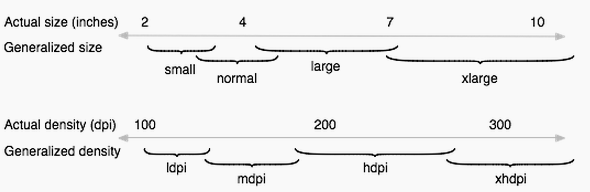 Actual size (inches) 2 4 7 10
Generalized size
small normal large xlarge
Actual density (dpi) 100 200 300
Generalized density
ldpi mdpi hdpi xhdpi